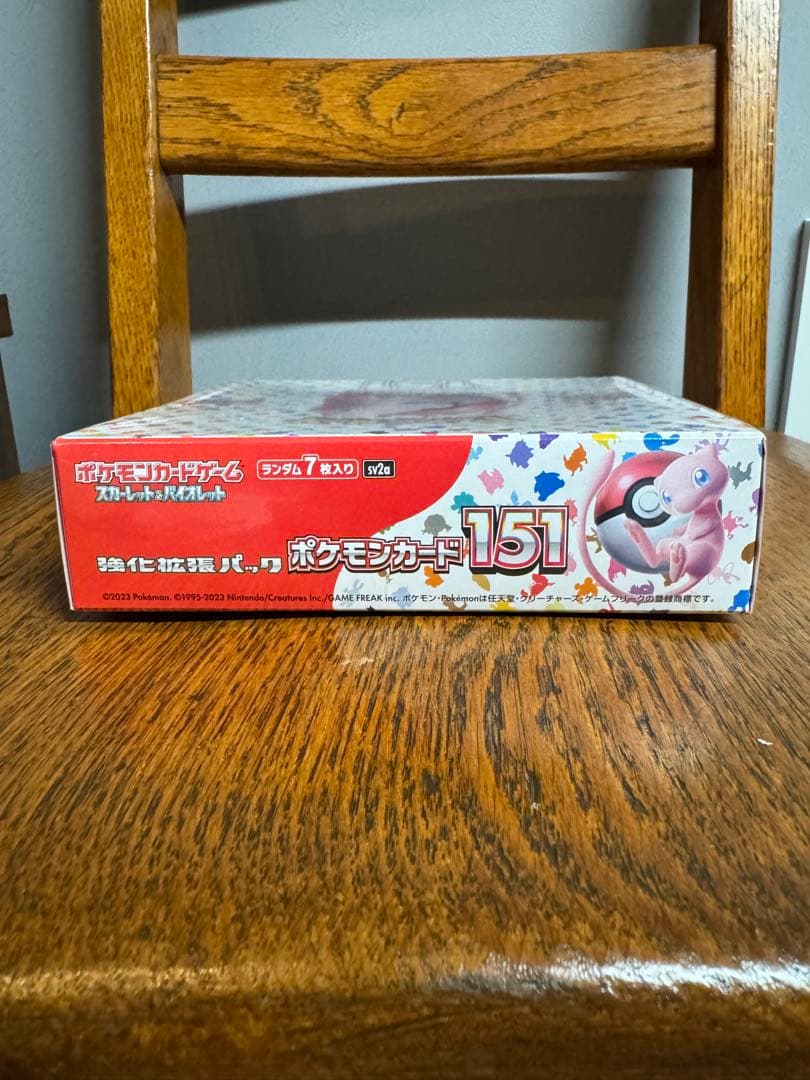 ポケモンカードゲーム
スカーレット&バイオレット
ランダム7枚入り sv2a
強化拡張パック ポケモンカード151
©2023 Pokémon. ©1995-2023 Nintendo/Creatures Inc./GAME FREAK inc. ポケモン・Pokémonは任天堂・クリーチャーズ・ゲームフリークの登録商標です。